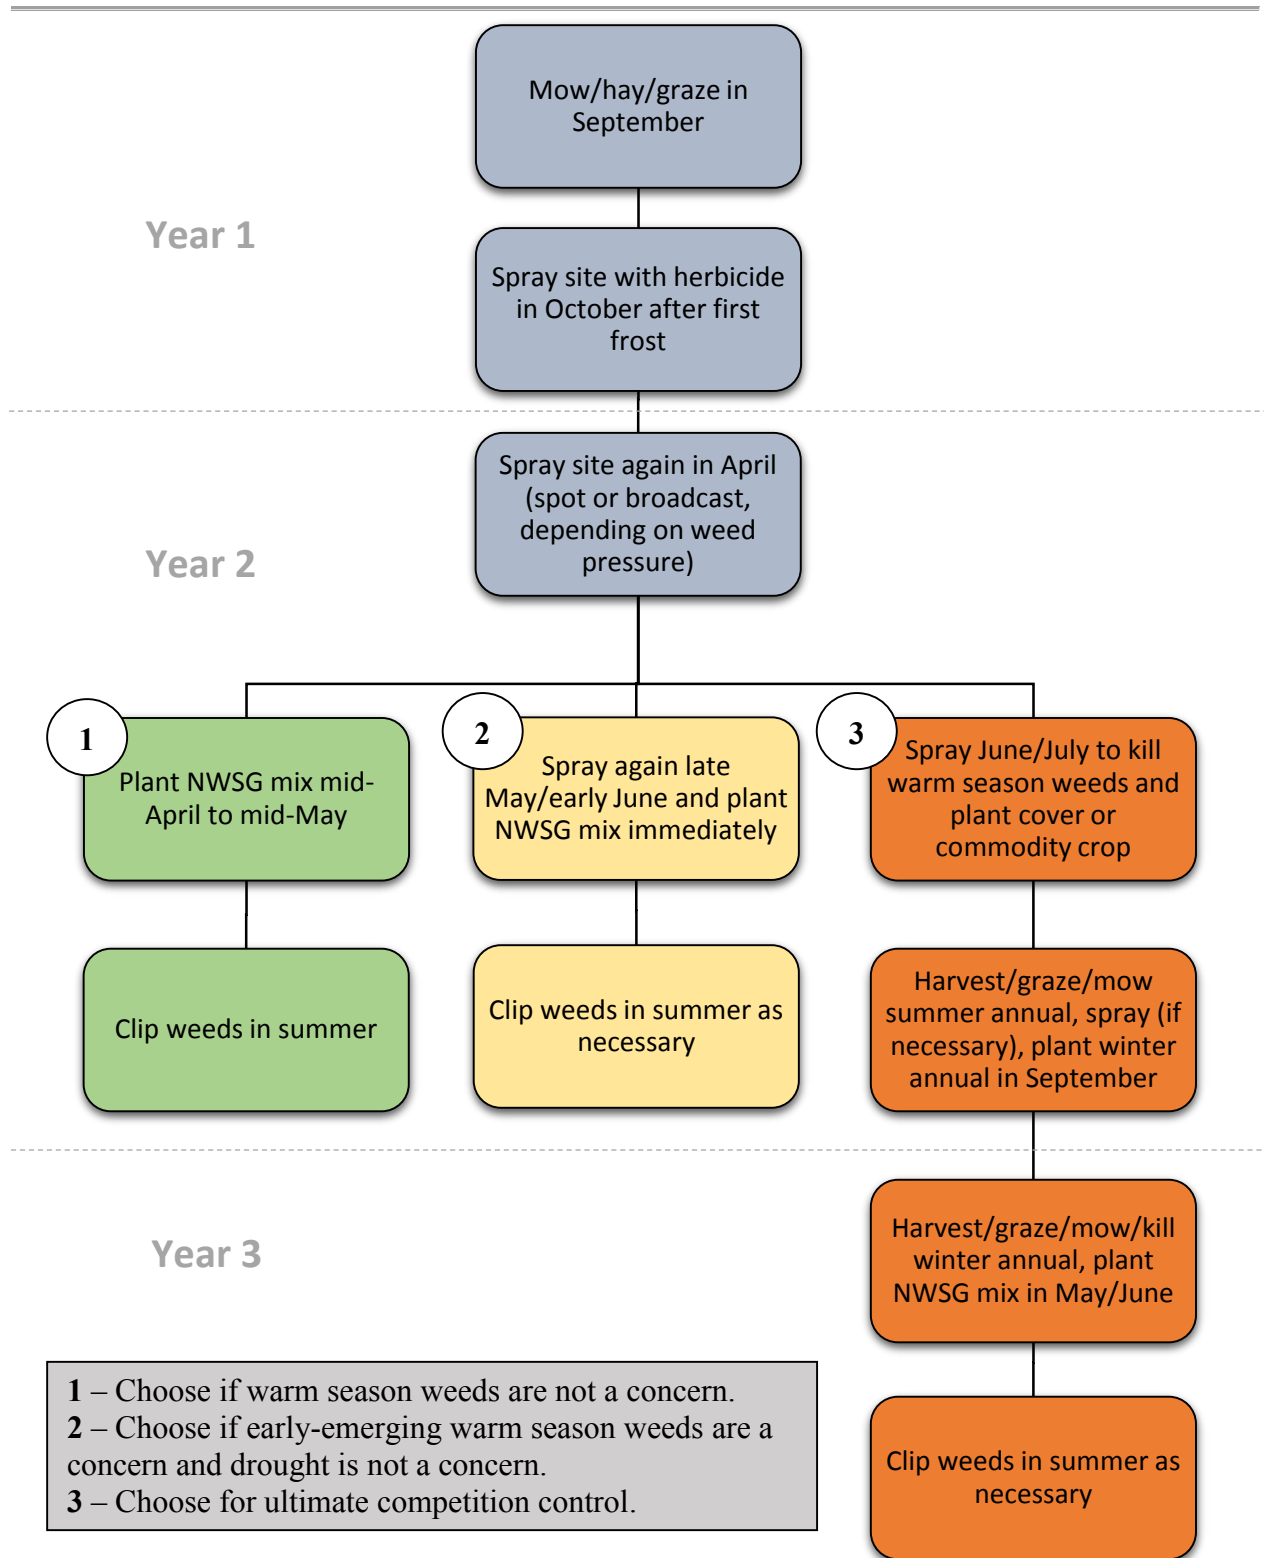 Mow/hay/graze in
September
Year 1
Spray site with herbicide
in October after first
frost
Spray site again in April
(spot or broadcast,
depending on weed
pressure)
Year 2
1
Plant NWSG mix mid-
April to mid-May
2
Spray again late
May/early June and plant
NWSG mix immediately
3
Spray June/July to kill
warm season weeds and
plant cover or
commodity crop
Clip weeds in summer
Clip weeds in summer as
necessary
Harvest/graze/mow
summer annual, spray (if
necessary), plant winter
annual in September
Year 3
Harvest/graze/mow/kill
winter annual, plant
NWSG mix in May/June
Clip weeds in summer as
necessary
1 – Choose if warm season weeds are not a concern.
2 – Choose if early-emerging warm season weeds are a
concern and drought is not a concern.
3 – Choose for ultimate competition control.